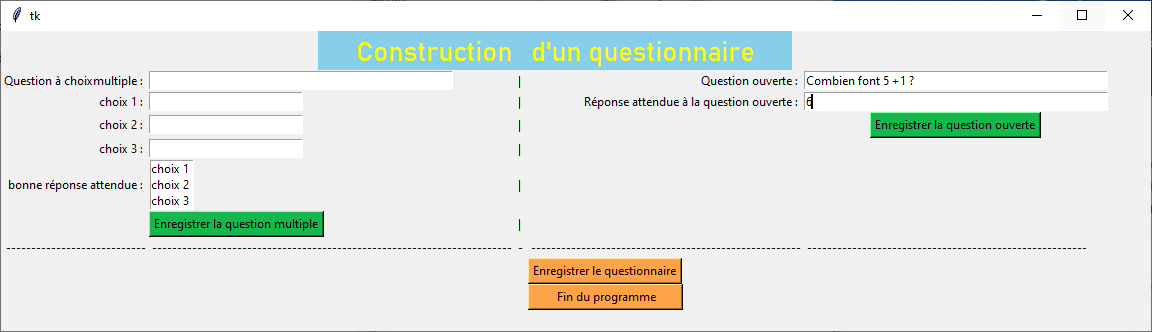 tk
Construction d'un questionnaire
Question à choixmultiple : | Question ouverte : Combien font 5 +1 ?
choix 1 : | Réponse attendue à la question ouverte : 6
choix 2 : | Enregistrer la question ouverte
choix 3 : |
choix 1
bonne réponse attendue : choix 2 |
choix 3
Enregistrer la question multiple |
Enregistrer le questionnaire
Fin du programme